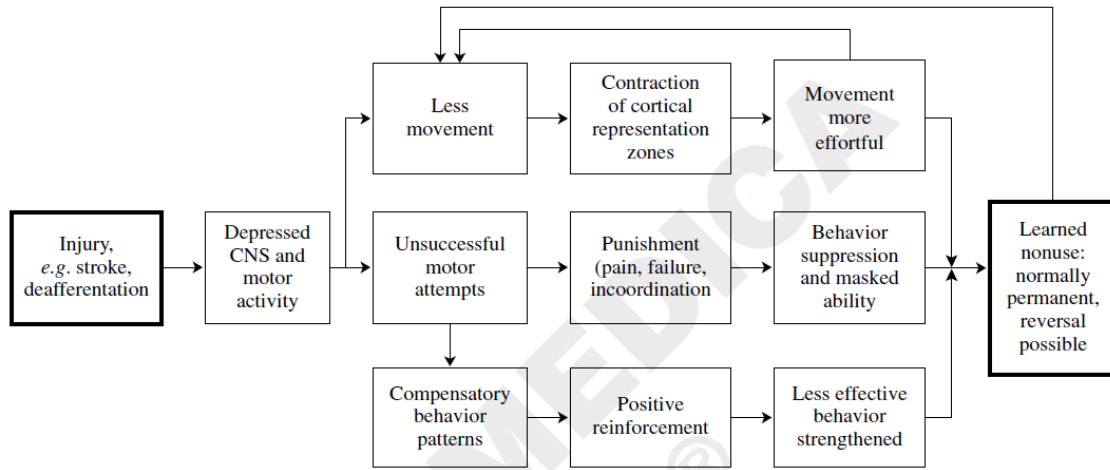 Less
movement
Contraction
of cortical
representation
zones
Movement
more
effortful
Injury,
e.g. stroke,
deafferentation
Depressed
CNS and
motor
activity
Unsuccessful
motor
attempts
Punishment
(pain, failure,
incoordination
Behavior
suppression
and masked
ability
Learned
nonuse:
normally
permanent,
reversal
possible
Compensatory
behavior
patterns
Positive
reinforcement
Less effective
behavior
strengthened
MEDICA
®